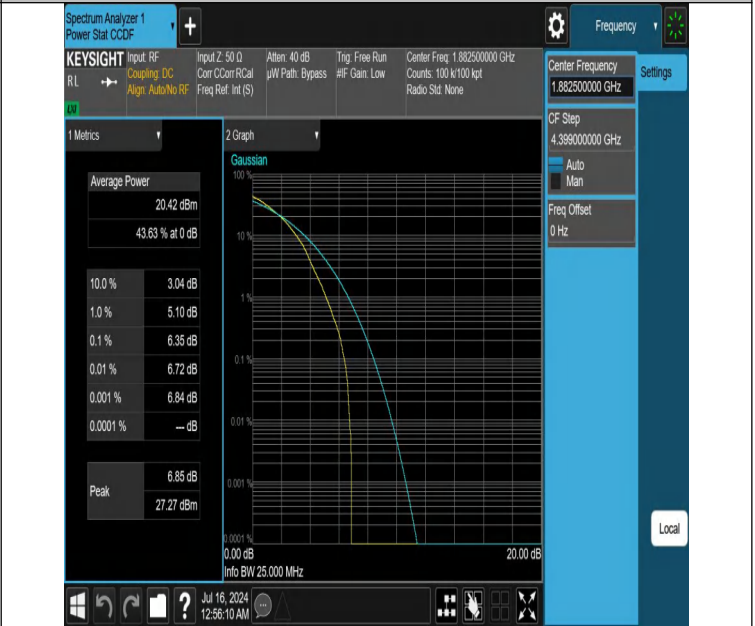 Spectrum Analyzer 1
Power Stat CCDF
+
Frequency
KEYSIGHT Input: RF
RL
Coupling: DC
Align: Auto/No RF
Input Z: 50 Ω
Corr CCorr RCal
Freq Ref: Int (S)
Atten: 40 dB
µW Path: Bypass
Trig: Free Run
#IF Gain: Low
Center Freq: 1.882500000 GHz
Counts: 100 k/100 kpt
Radio Std: None
Center Frequency
1.882500000 GHz
Settings
CF Step
4.399000000 GHz
Auto
Man
Freq Offset
0 Hz
1 Metrics
Average Power
20.42 dBm
43.63 % at 0 dB
10.0 % 3.04 dB
1.0 % 5.10 dB
0.1 % 6.35 dB
0.01 % 6.72 dB
0.001 % 6.84 dB
0.0001 % --- dB
Peak
6.85 dB
27.27 dBm
2 Graph
Gaussian
100 %
10 %
1 %
0.1 %
0.01 %
0.001 %
0.0001 %
0.00 dB 20.00 dB
Info BW 25.000 MHz
Local
?
Jul 16, 2024
12:56:10 AM